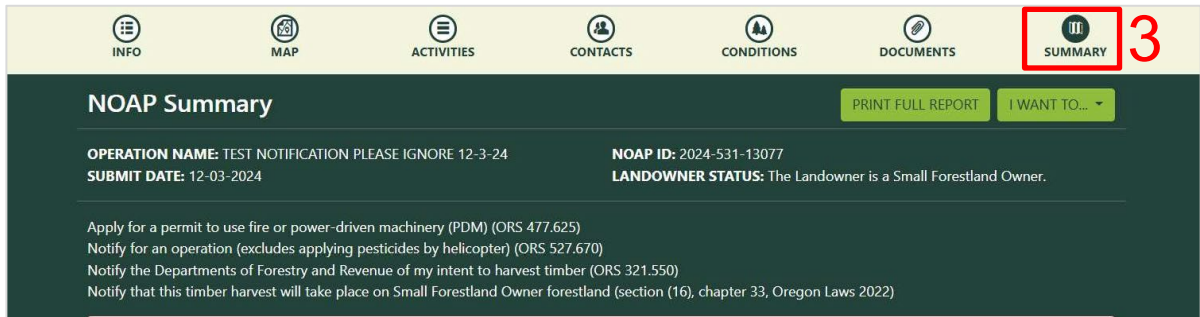 INFO
MAP
ACTIVITIES
CONTACTS
CONDITIONS
DOCUMENTS
SUMMARY
3
NOAP Summary
PRINT FULL REPORT
I WANT TO...
OPERATION NAME: TEST NOTIFICATION PLEASE IGNORE 12-3-24
NOAP ID: 2024-531-13077
SUBMIT DATE: 12-03-2024
LANDOWNER STATUS: The Landowner is a Small Forestland Owner.
Apply for a permit to use fire or power-driven machinery (PDM) (ORS 477.625)
Notify for an operation (excludes applying pesticides by helicopter) (ORS 527.670)
Notify the Departments of Forestry and Revenue of my intent to harvest timber (ORS 321.550)
Notify that this timber harvest will take place on Small Forestland Owner forestland (section (16), chapter 33, Oregon Laws 2022)